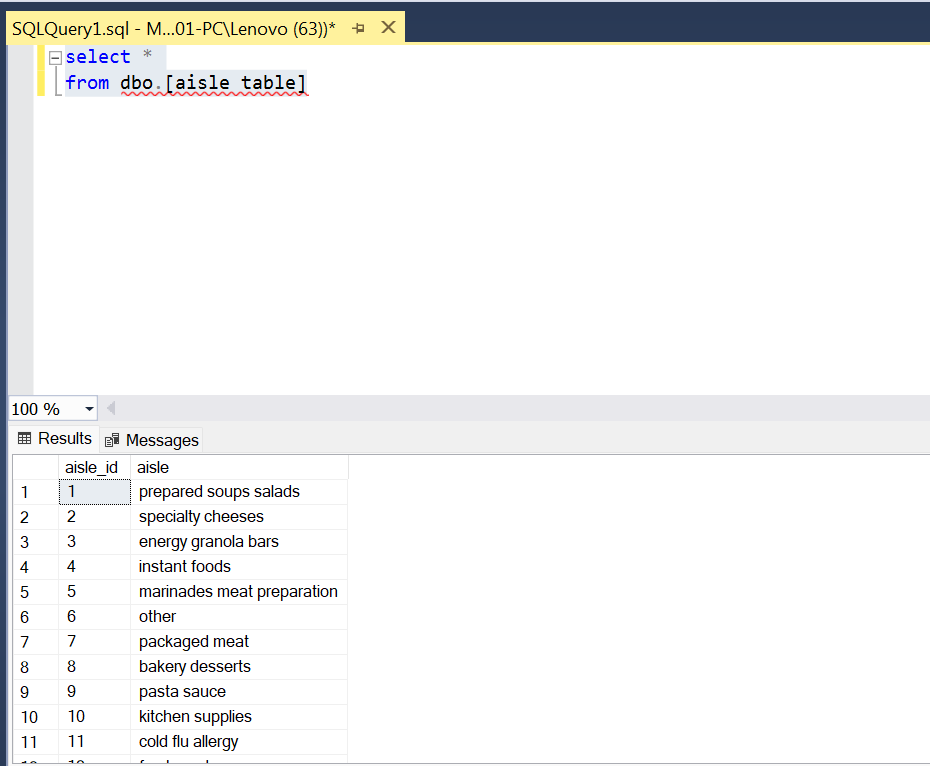 SQLQuery1.sql - M...01-PC\Lenovo (63))*
select *
from dbo.[aisle table]
100 %
Results Messages
aisle_id aisle
1 1 prepared soups salads
2 2 specialty cheeses
3 3 energy granola bars
4 4 instant foods
5 5 marinades meat preparation
6 6 other
7 7 packaged meat
8 8 bakery desserts
9 9 pasta sauce
10 10 kitchen supplies
11 11 cold flu allergy